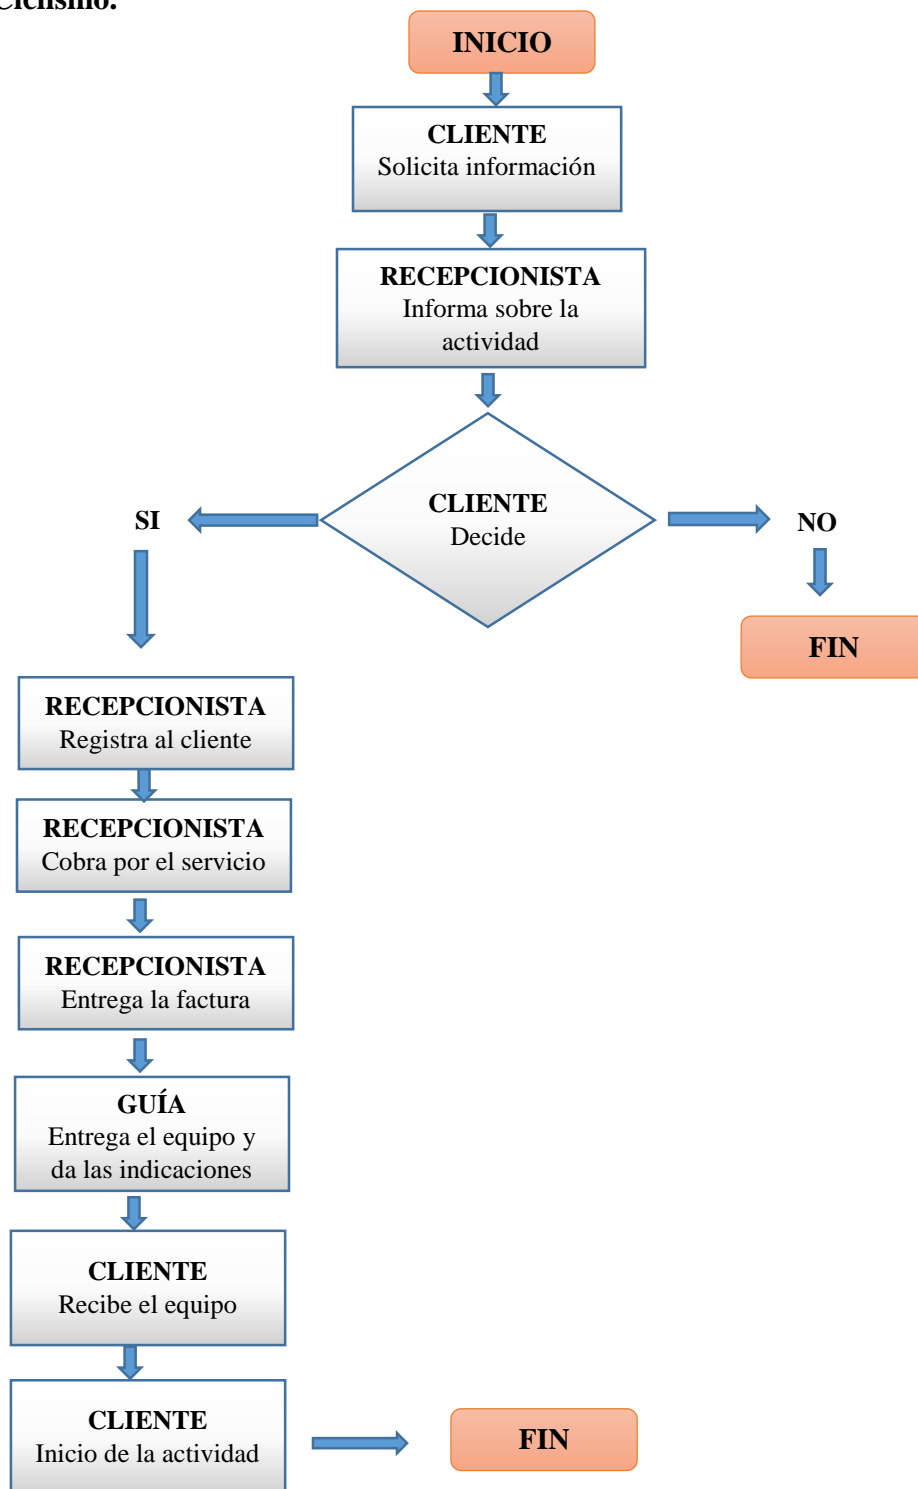 Ciclismo.
INICIO
CLIENTE
Solicita información
RECEPCIONISTA
Informa sobre la
actividad
CLIENTE
Decide
SI
NO
FIN
RECEPCIONISTA
Registra al cliente
RECEPCIONISTA
Cobra por el servicio
RECEPCIONISTA
Entrega la factura
GUÍA
Entrega el equipo y
da las indicaciones
CLIENTE
Recibe el equipo
CLIENTE
Inicio de la actividad
FIN